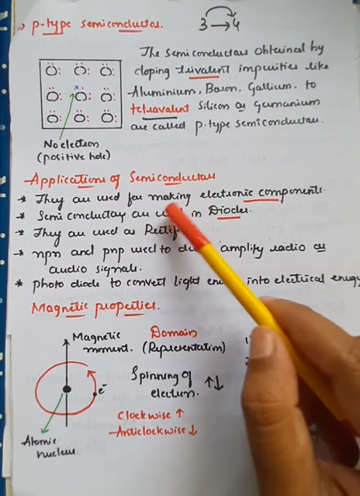 p-type semiconductor.
3 → 4
The semiconductor obtained by
doping trivalent impurities like
Aluminium, Boron, Gallium. to
tetravalent Silicon or Germanium
are called p-type semiconductor.
No electron
(positive hole)
Applications of Semiconductors
* They are used for making electronic components.
* Semiconductors are used in Diodes.
* They are used as
* npn and pnp used to amplify radio or
audio signals.
* photo diode to convert light into electrical energy
Magnetic properties.
Magnetic
moment.
Domain
(Representation)
Spinning of
electron. ↑↓
e⁻
Clockwise ↑
Anticlockwise ↓
Atomic
nucleus